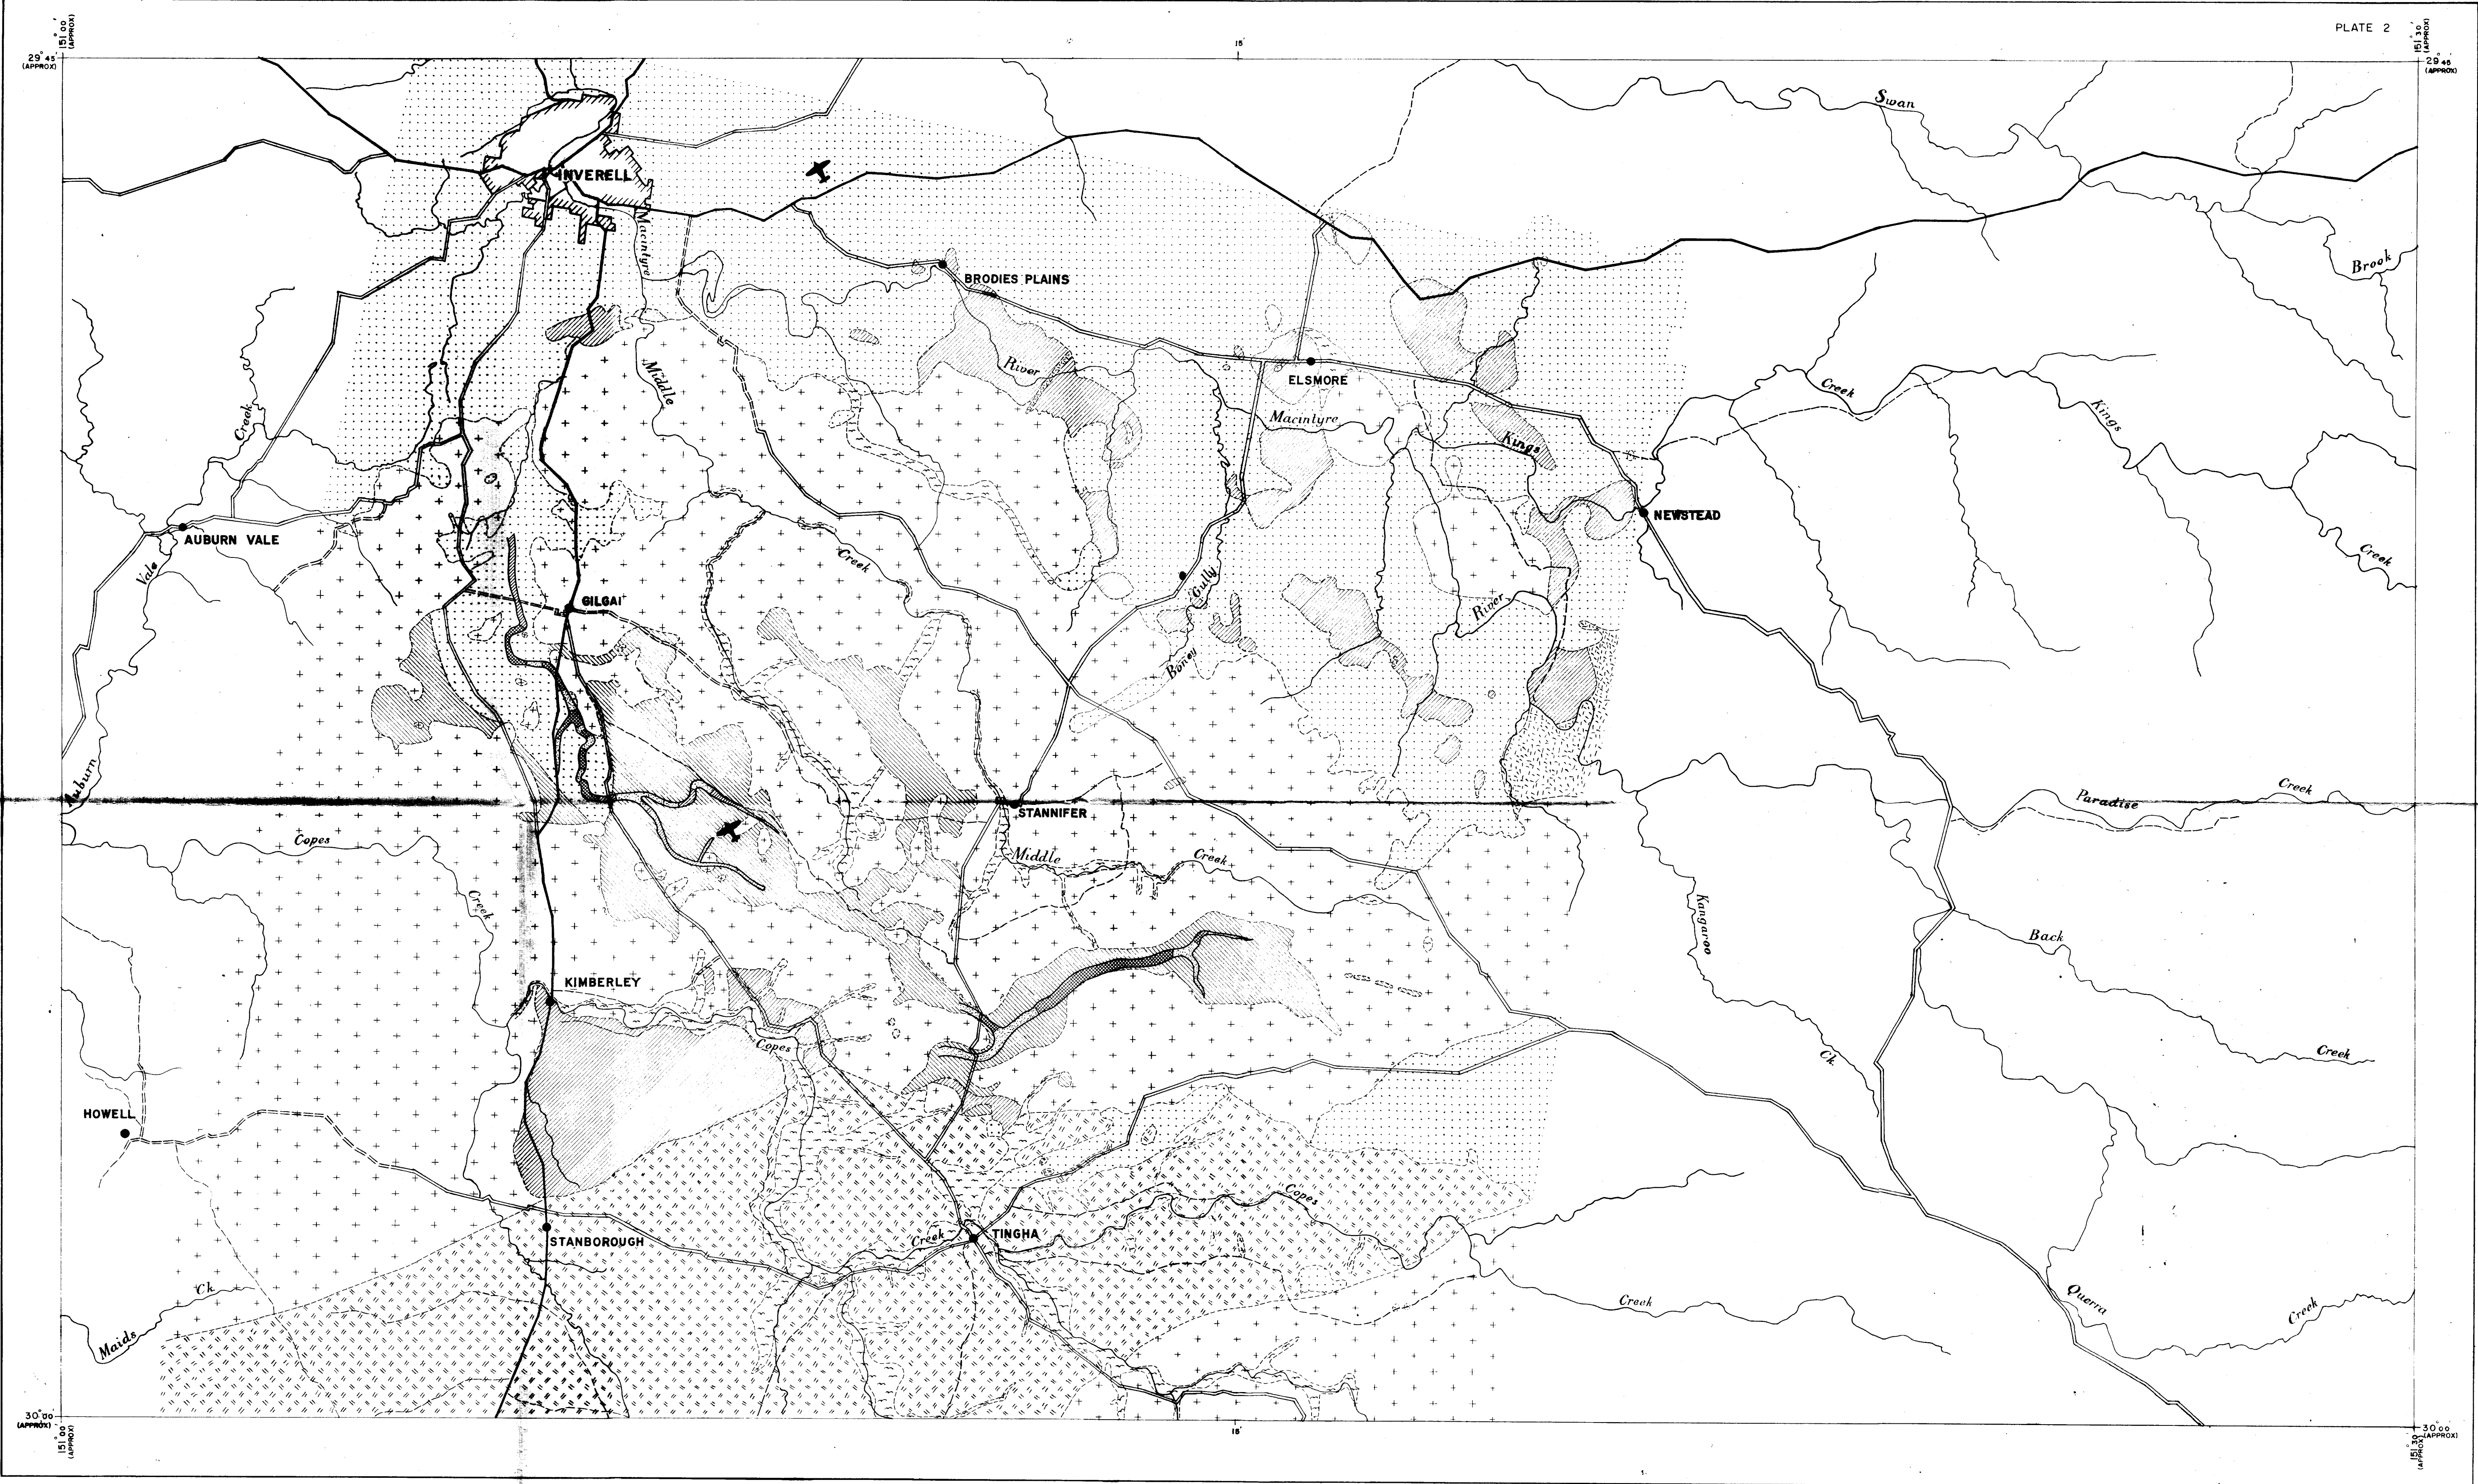 PLATE 2
151°00'
(APPROX)
15'
151°30'
(APPROX)
29°45'
(APPROX)
29°45
(APPROX)
Swan
INVERELL
Macintyre
Brook
BRODIES PLAINS
River
Middle
ELSMORE
Creek
Kings
Creek
Macintyre
Kings
Creek
NEWSTEAD
AUBURN VALE
Creek
Creek
Vale
Gully
GILGAI
River
Boney
Auburn
Creek
Paradise
STANNIFER
Copes
Middle
Creek
Creek
Kangaroo
Back
KIMBERLEY
Copes
Ck
Creek
HOWELL
Copes
Creek
TINGHA
STANBOROUGH
Ck
Creek
Querra
Creek
Maids
30°00'
(APPROX)
30°00
(APPROX)
151°00'
(APPROX)
15'
151°30'
(APPROX)